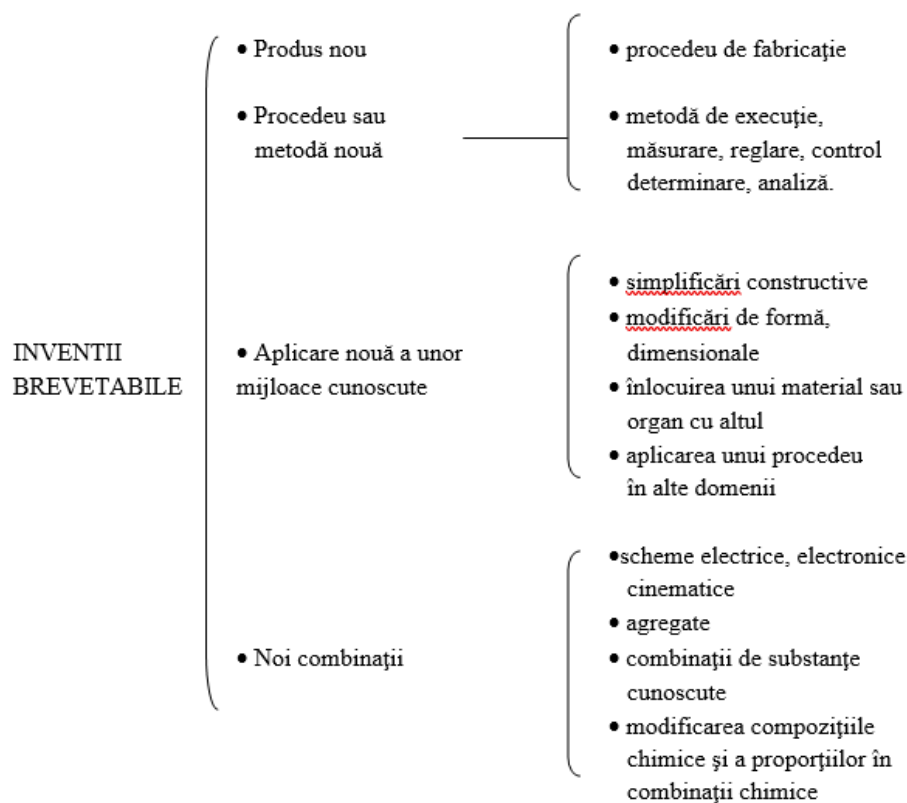 • Produs nou
• Procedeu sau
metodă nouă
• procedeu de fabricaţie
• metodă de execuţie,
măsurare, reglare, control
determinare, analiză.
INVENTII
BREVETABILE
• Aplicare nouă a unor
mijloace cunoscute
• simplificări constructive
• modificări de formă,
dimensionale
• înlocuirea unui material sau
organ cu altul
• aplicarea unui procedeu
în alte domenii
• Noi combinaţii
•scheme electrice, electronice
cinematice
• agregate
• combinaţii de substanţe
cunoscute
• modificarea compoziţiile
chimice şi a proporţiilor în
combinaţii chimice